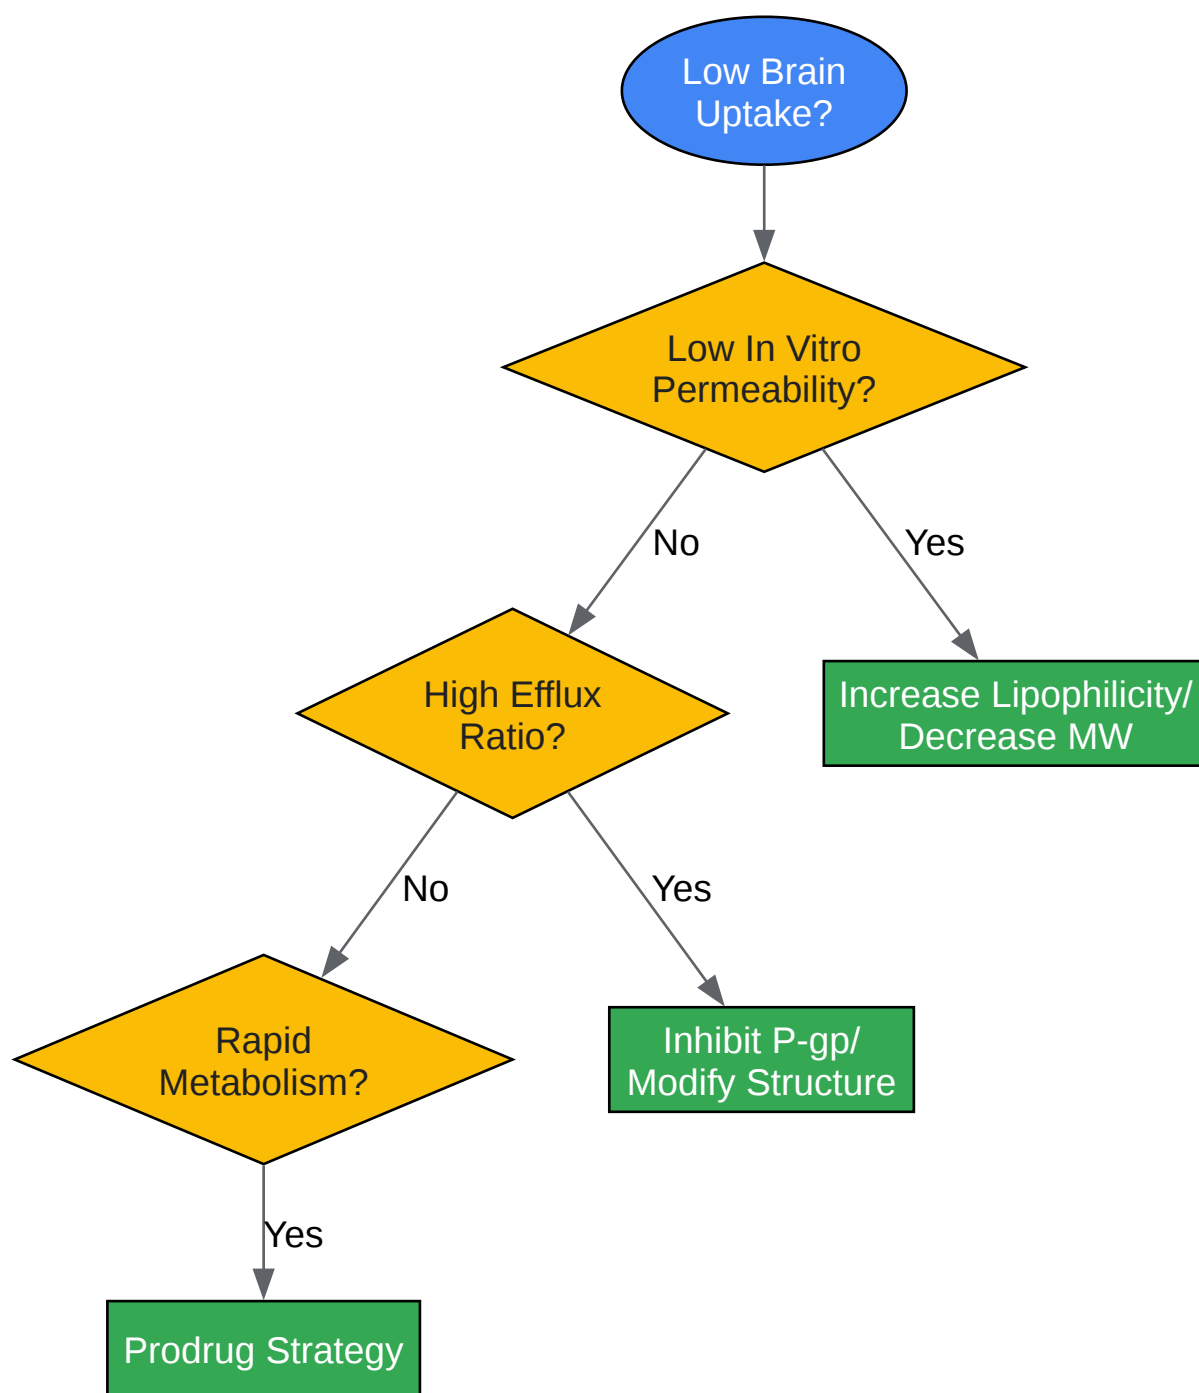 Low Brain
Uptake?
Low In Vitro
Permeability?
No
Yes
High Efflux
Ratio?
Increase Lipophilicity/
Decrease MW
No
Yes
Rapid
Metabolism?
Inhibit P-gp/
Modify Structure
Yes
Prodrug Strategy